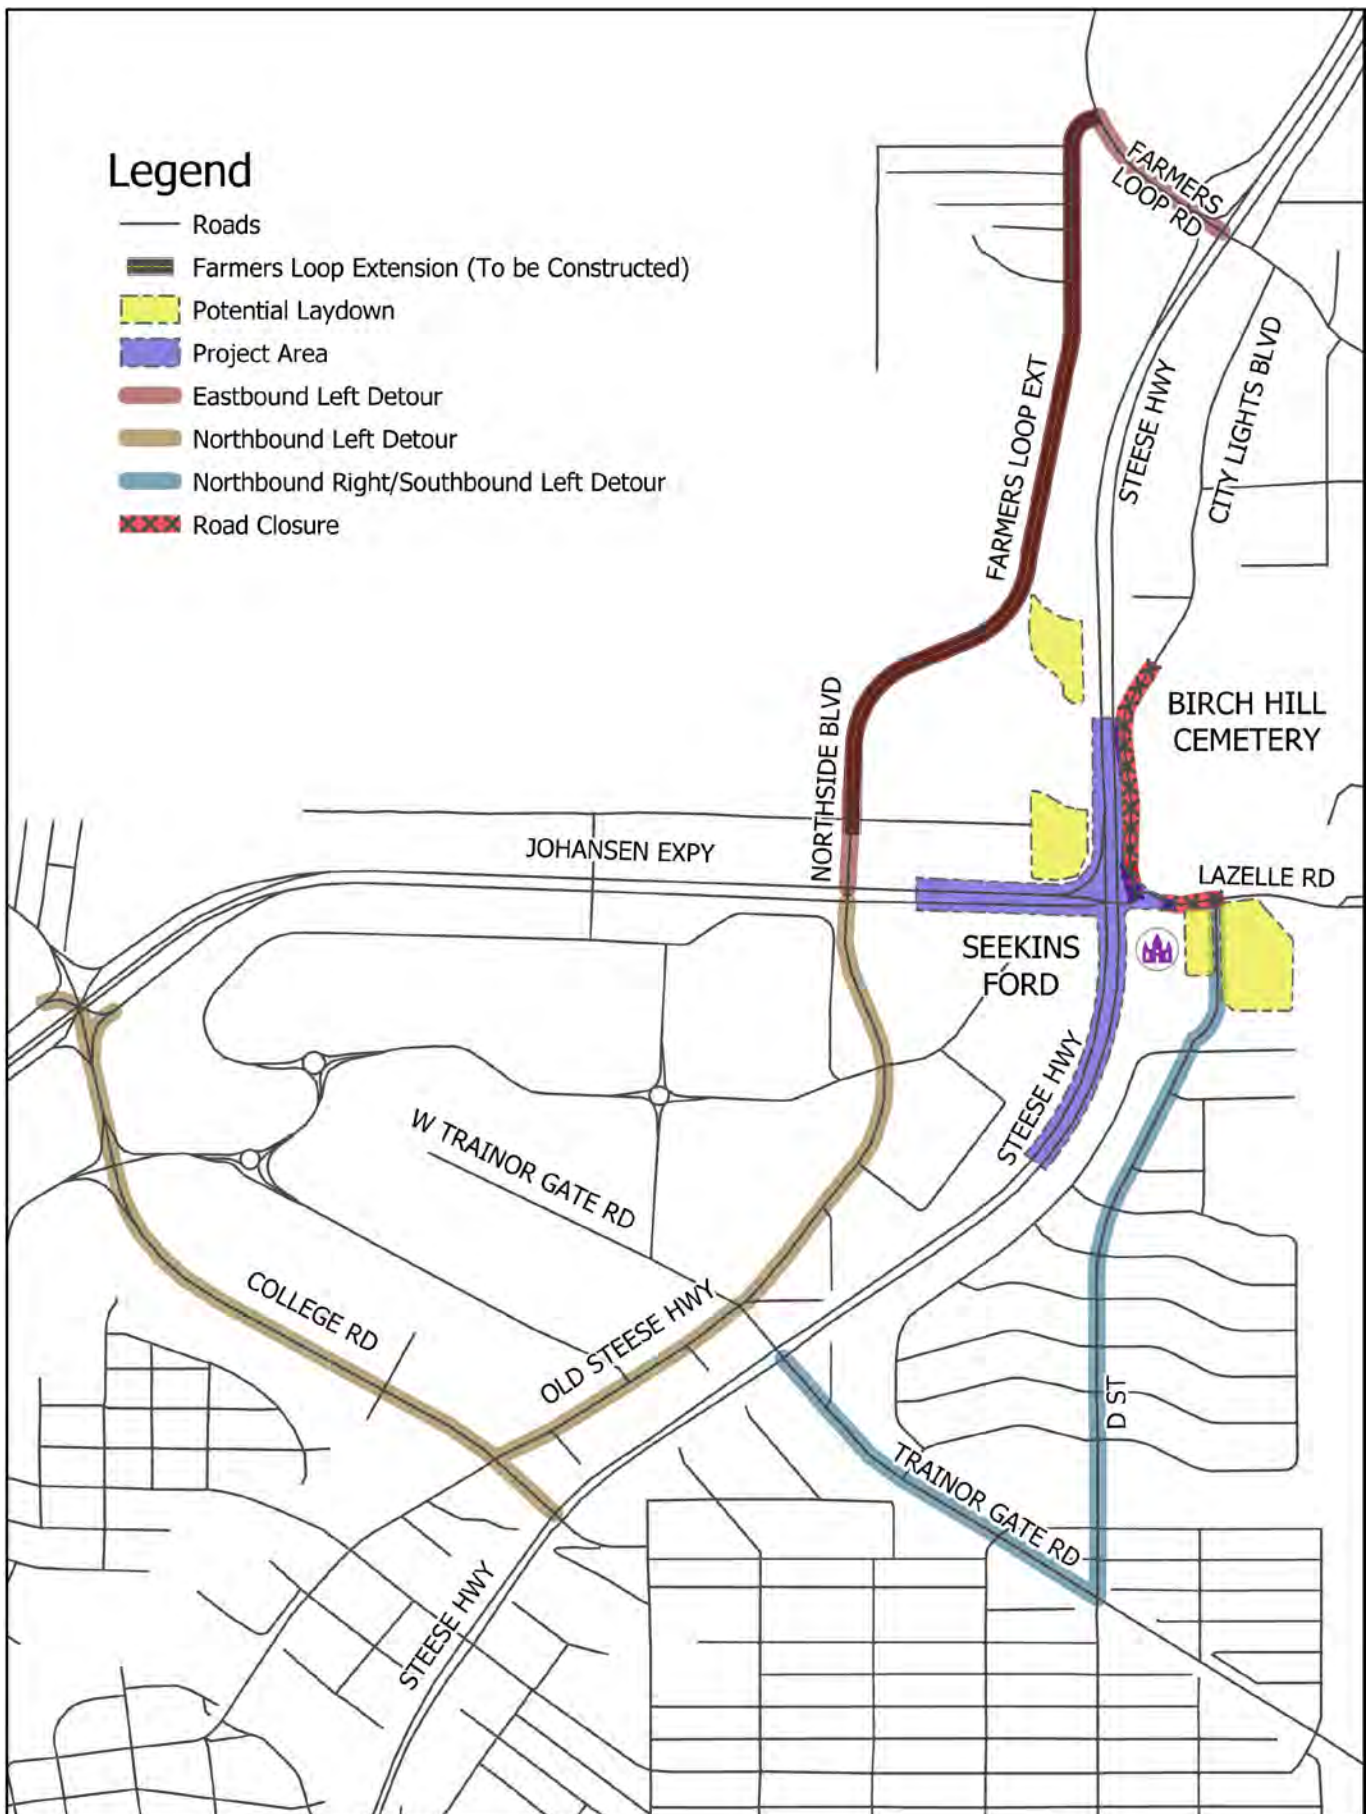 Legend
Roads
Farmers Loop Extension (To be Constructed)
Potential Laydown
Project Area
Eastbound Left Detour
Northbound Left Detour
Northbound Right/Southbound Left Detour
Road Closure
FARMERS
LOOP RD
FARMERS LOOP EXT
STEESE HWY
CITY LIGHTS BLVD
BIRCH HILL
CEMETERY
NORTHSIDE BLVD
JOHANSEN EXPY
LAZELLE RD
SEEKINS
FORD
STEESE HWY
W TRAINOR GATE RD
COLLEGE RD
OLD STEESE HWY
D ST
TRAINOR GATE RD
STEESE HWY